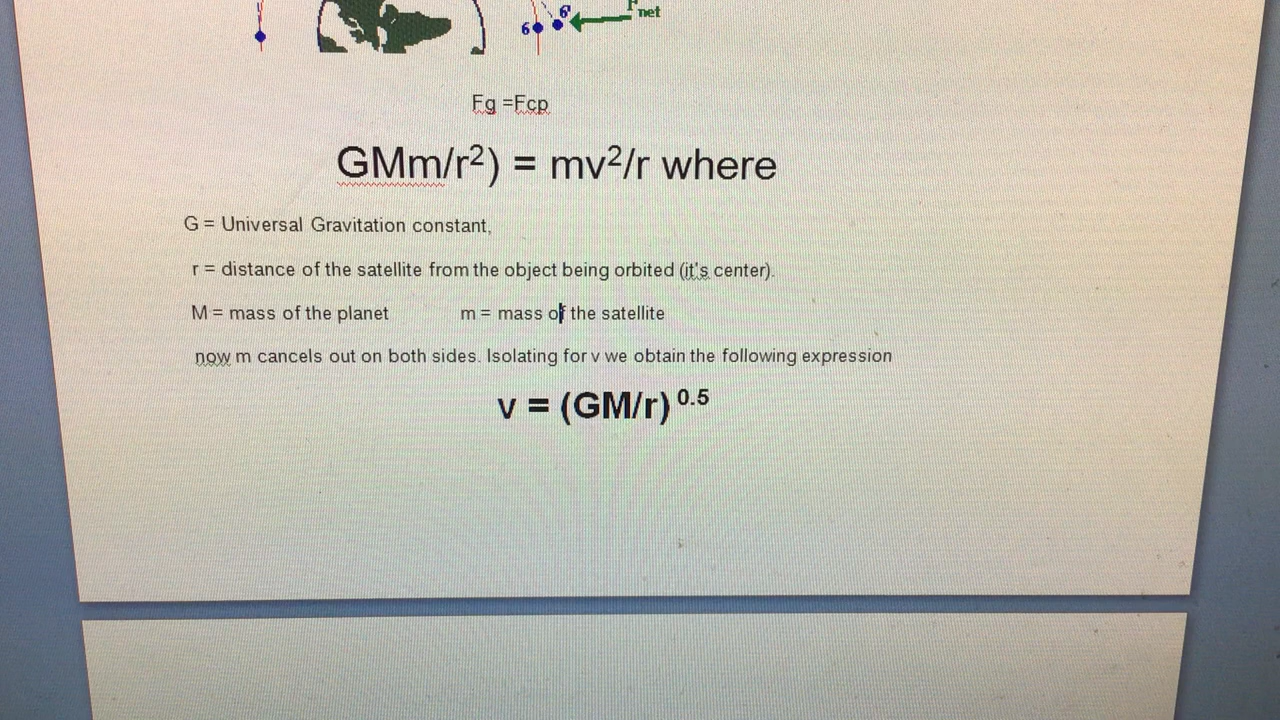 6 6' Fnet
Fg =Fcp
GMm/r²) = mv²/r where
G = Universal Gravitation constant,
r = distance of the satellite from the object being orbited (it's center).
M = mass of the planet m = mass of the satellite
now m cancels out on both sides. Isolating for v we obtain the following expression
v = (GM/r) ⁰·⁵